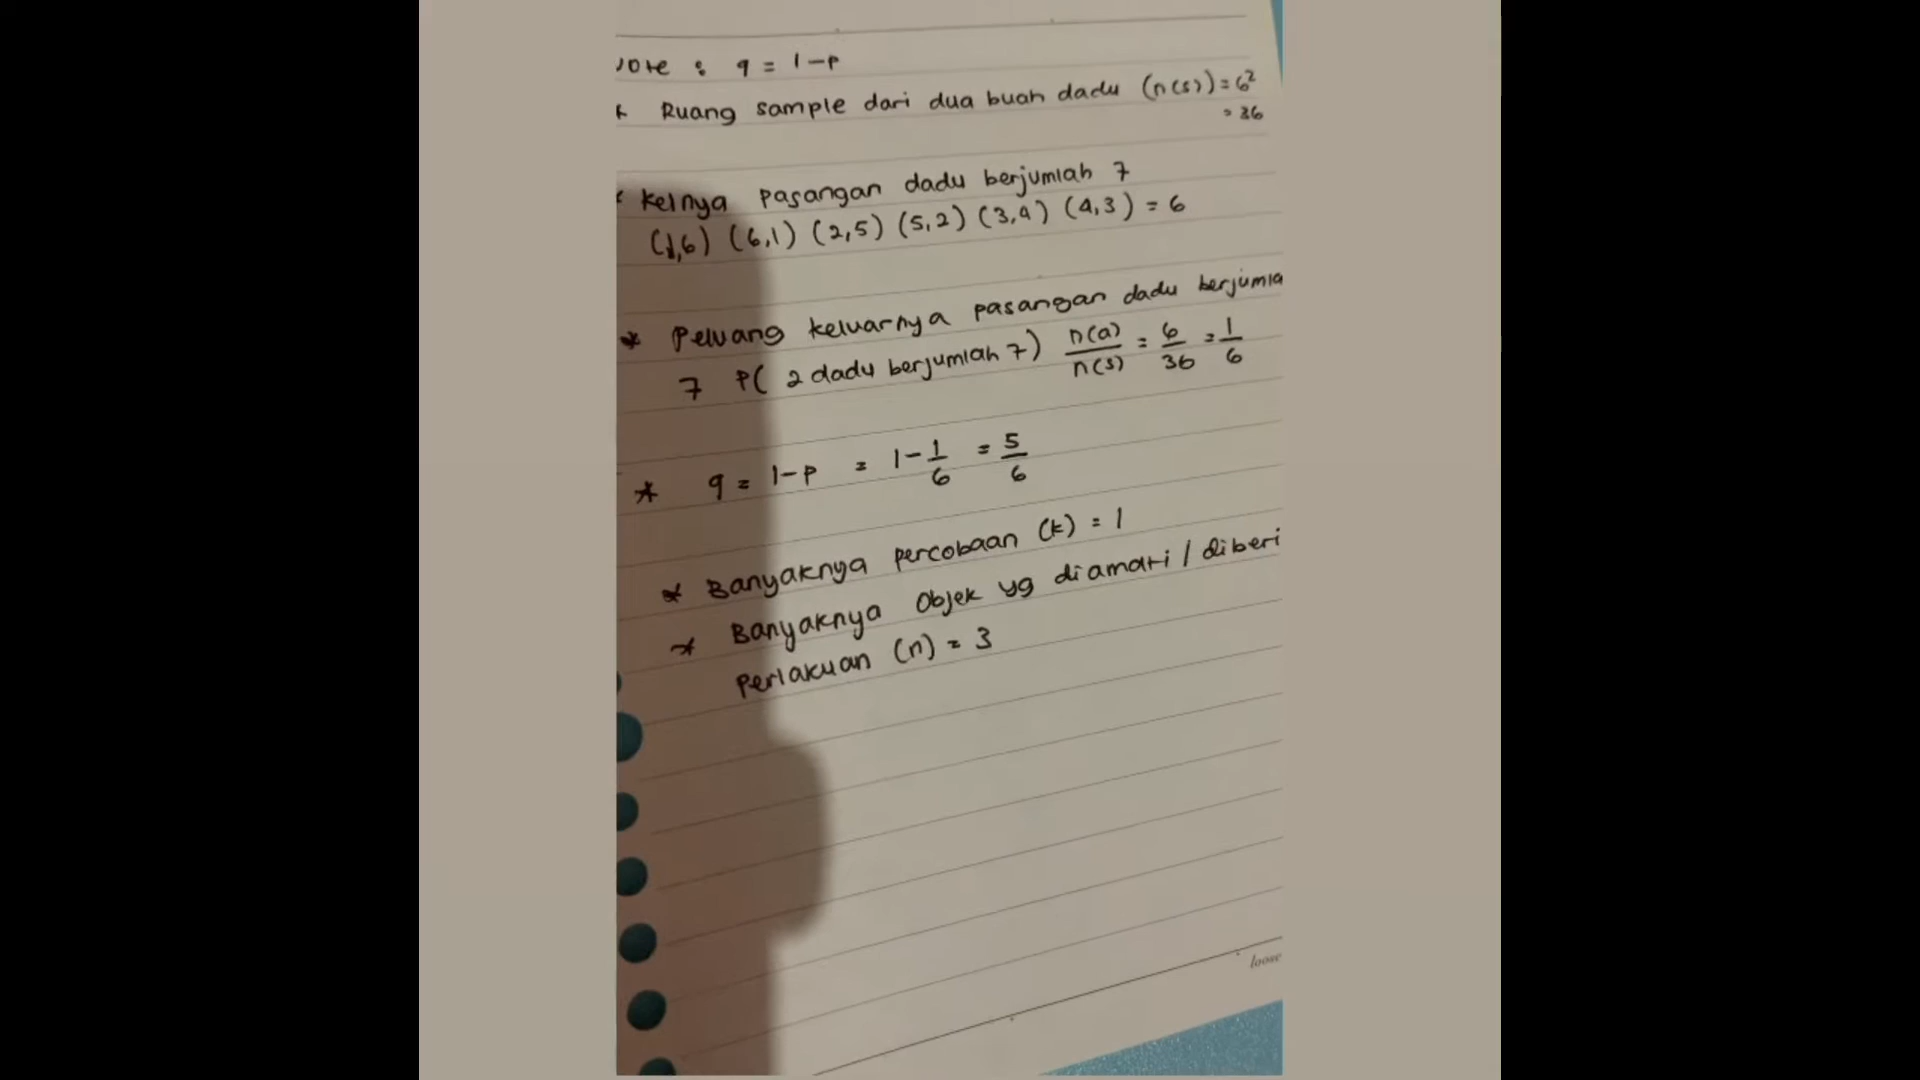 Note : q = 1-p
* Ruang sample dari dua buah dadu (n(s)) = 6²
= 36
* kelnya pasangan dadu berjumlah 7
(1,6) (6,1) (2,5) (5,2) (3,4) (4,3) = 6
* Peluang keluarnya pasangan dadu berjumla
7 P( 2 dadu berjumlah 7) n(a)/n(s) = 6/36 = 1/6
* q = 1-p = 1 - 1/6 = 5/6
* Banyaknya percobaan (k) = 1
* Banyaknya Objek yg diamati / diberi
perlakuan (n) = 3
loose